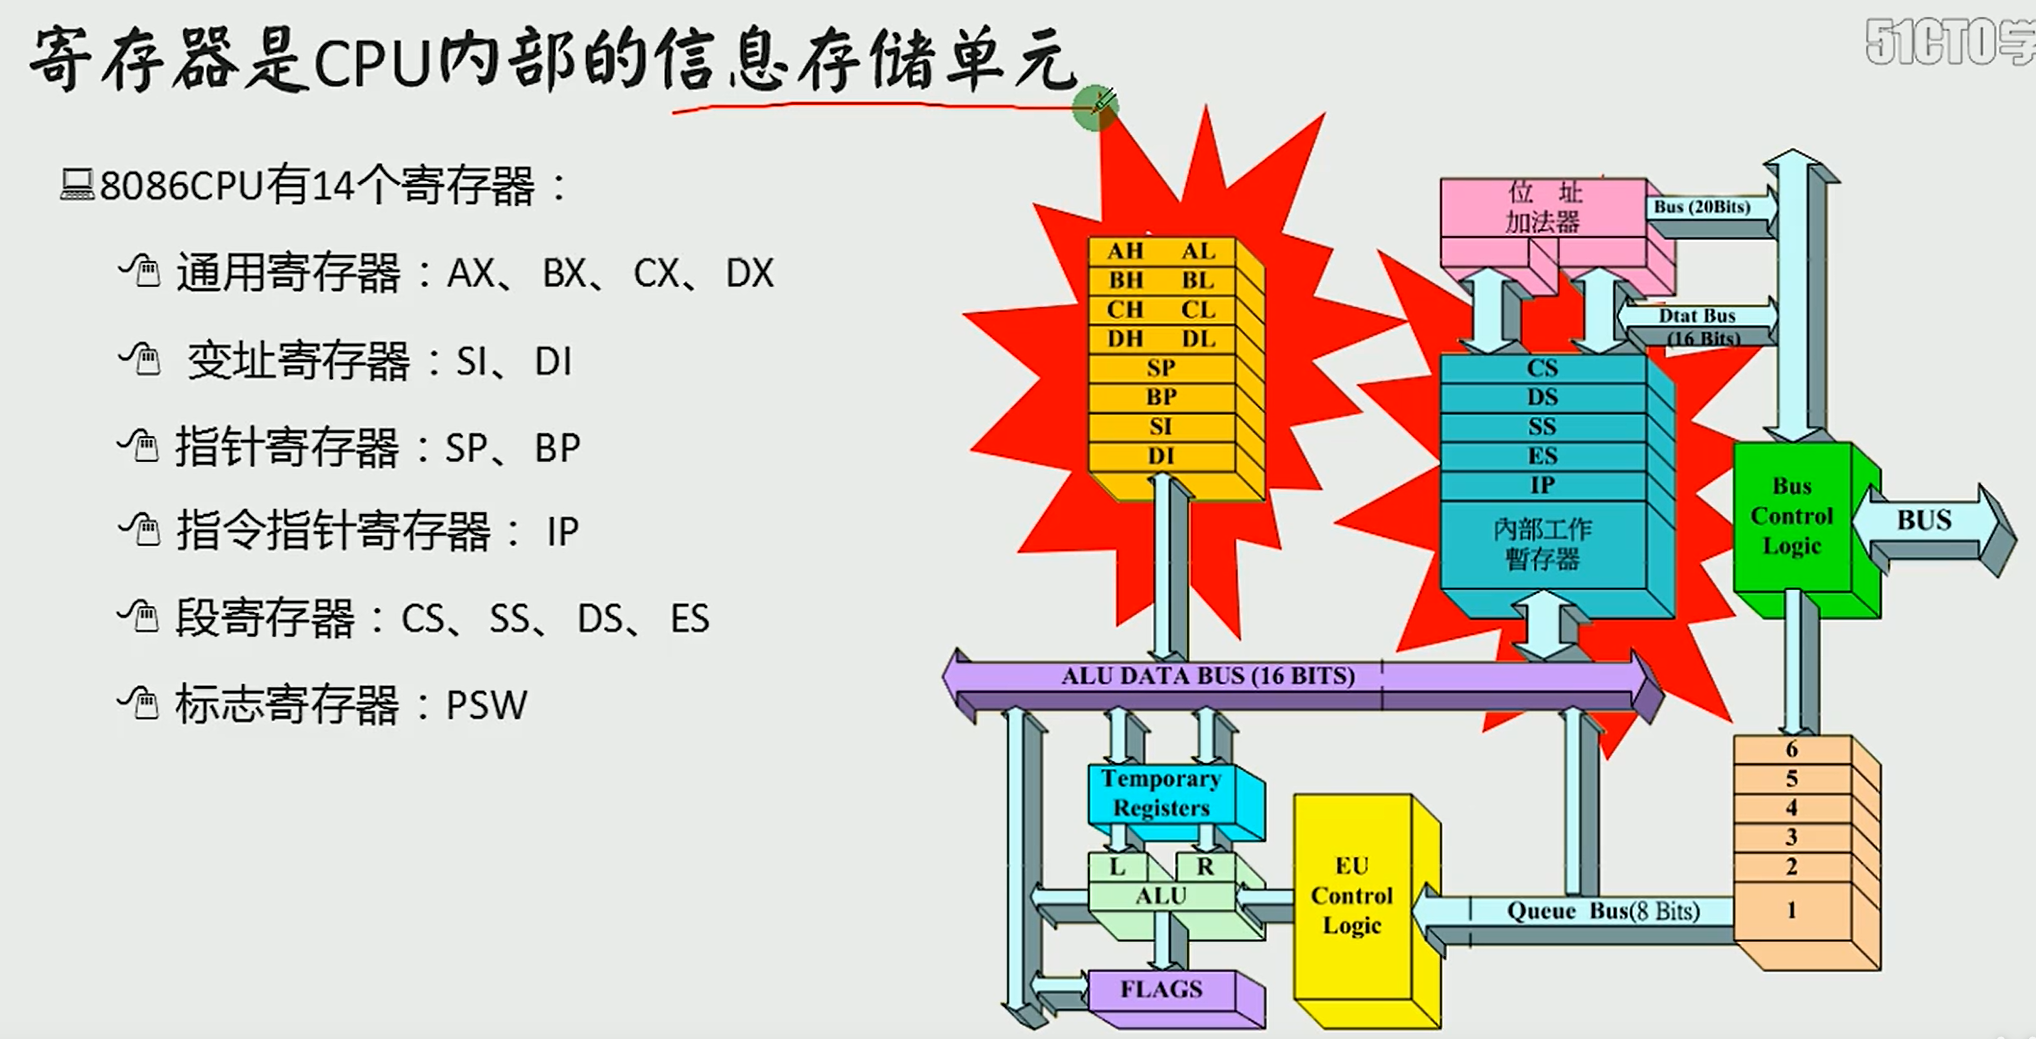 寄存器是CPU内部的信息存储单元
51CTO学
8086CPU有14个寄存器：
通用寄存器：AX、BX、CX、DX
变址寄存器：SI、DI
指针寄存器：SP、BP
指令指针寄存器： IP
段寄存器：CS、SS、DS、ES
标志寄存器：PSW
AH AL
BH BL
CH CL
DH DL
SP
BP
SI
DI
位 址
加法器
Bus (20Bits)
Dtat Bus
(16 Bits)
CS
DS
SS
ES
IP
內部工作
暫存器
Bus
Control
Logic
BUS
ALU DATA BUS (16 BITS)
Temporary
Registers
L R
ALU
FLAGS
EU
Control
Logic
Queue Bus(8 Bits)
6
5
4
3
2
1